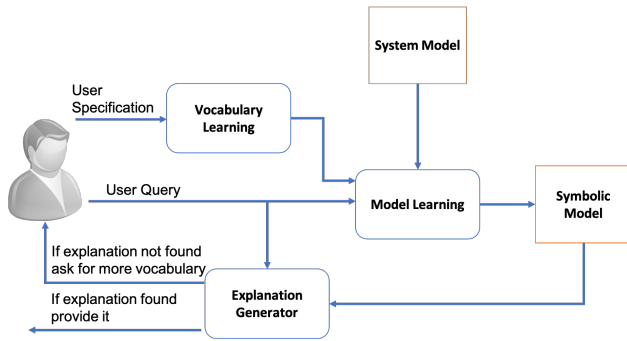 System Model
User
Specification
Vocabulary
Learning
User Query
Model Learning
Symbolic
Model
If explanation not found
ask for more vocabulary
If explanation found
provide it
Explanation
Generator